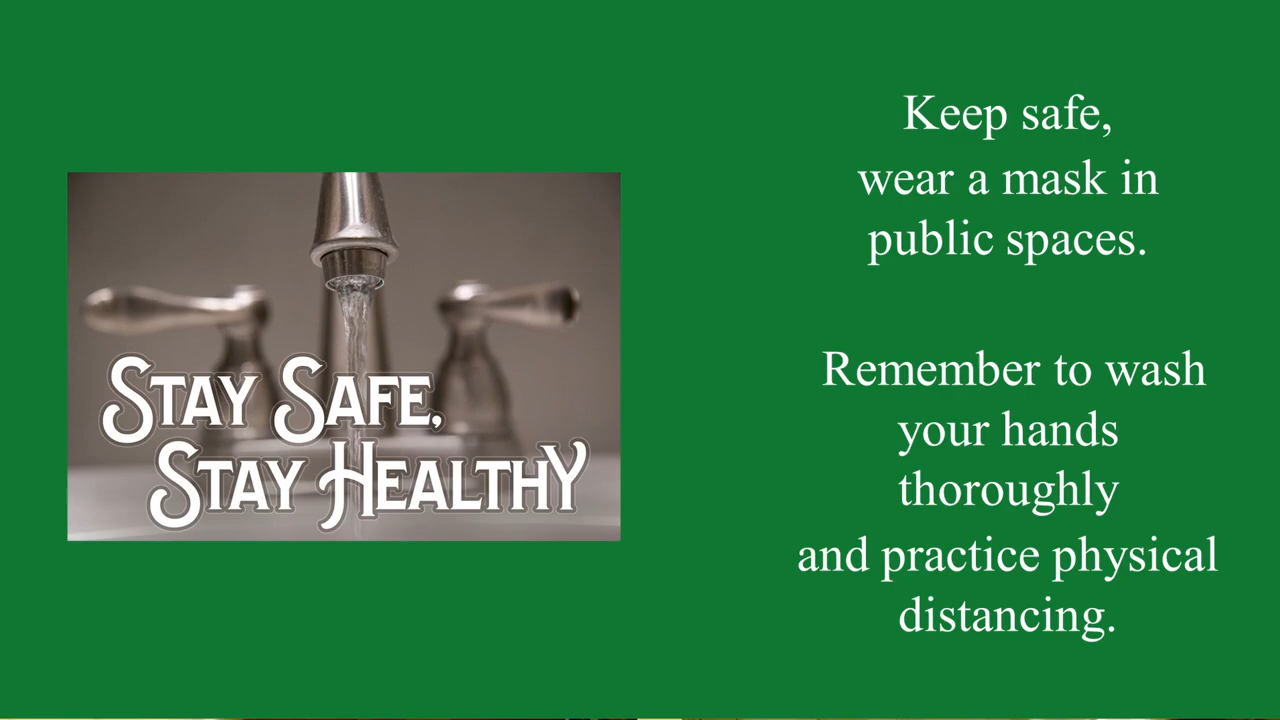 STAY SAFE,
STAY HEALTHY
Keep safe,
wear a mask in
public spaces.
Remember to wash
your hands
thoroughly
and practice physical
distancing.